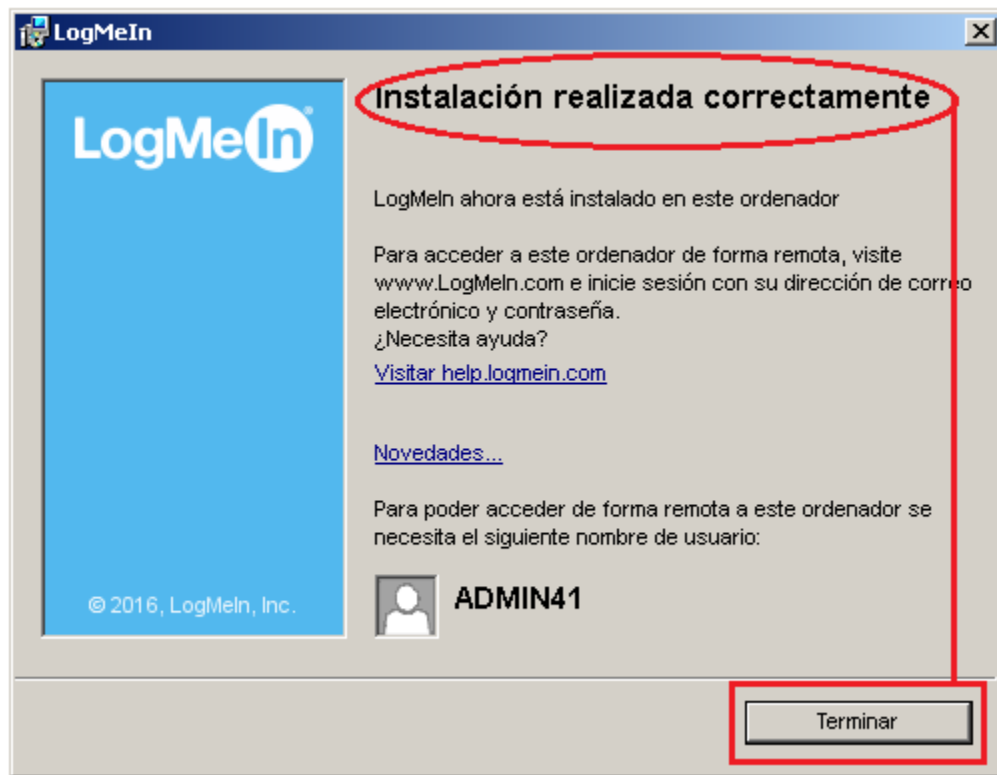 LogMeIn
LogMeIn
Instalación realizada correctamente
LogMeIn ahora está instalado en este ordenador
Para acceder a este ordenador de forma remota, visite
www.LogMeIn.com e inicie sesión con su dirección de correo
electrónico y contraseña.
¿Necesita ayuda?
Visitar help.logmein.com
Novedades...
Para poder acceder de forma remota a este ordenador se
necesita el siguiente nombre de usuario:
ADMIN41
© 2016, LogMeIn, Inc.
Terminar